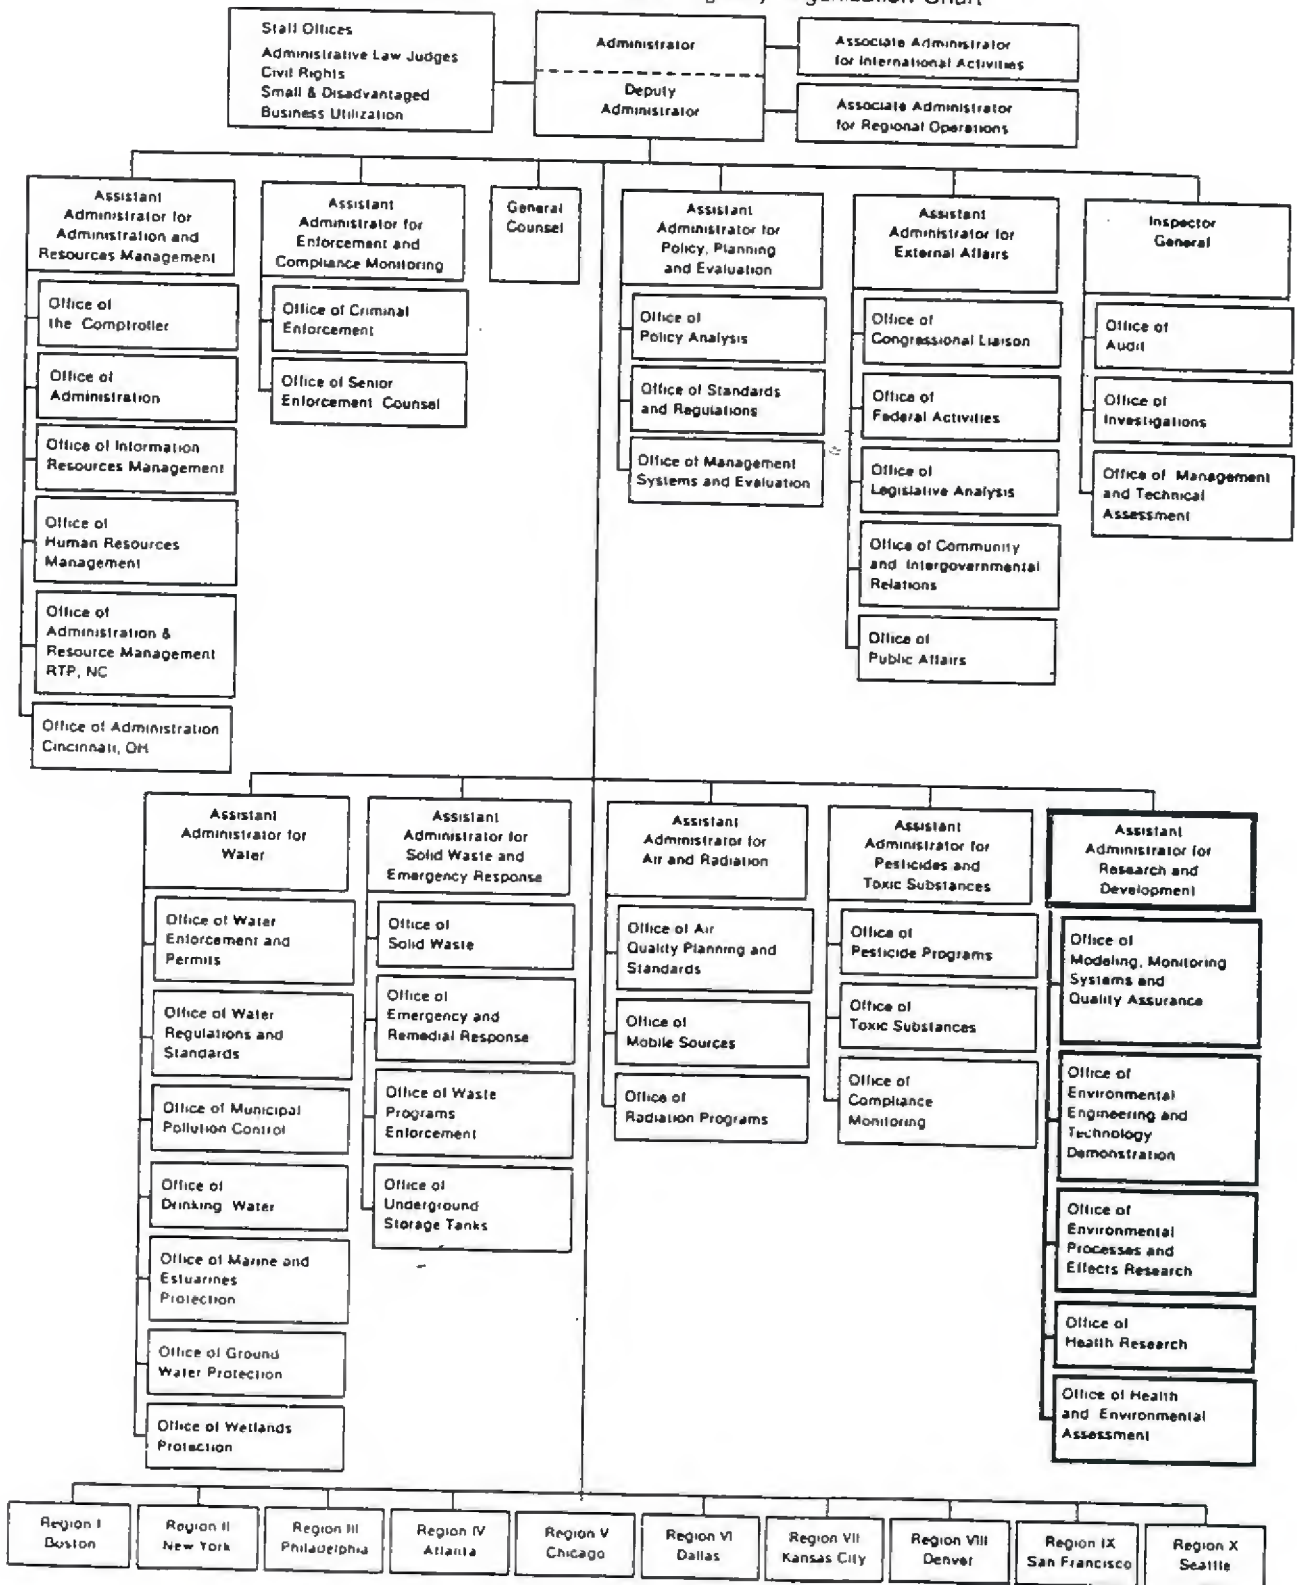 Organization Chart
Staff Offices
Administrative Law Judges
Civil Rights
Small & Disadvantaged
Business Utilization
Administrator
Deputy
Administrator
Associate Administrator
for International Activities
Associate Administrator
for Regional Operations
Assistant
Administrator for
Administration and
Resources Management
Office of
the Comptroller
Office of
Administration
Office of Information
Resources Management
Office of
Human Resources
Management
Office of
Administration &
Resource Management
RTP, NC
Office of Administration
Cincinnati, OH
Assistant
Administrator for
Enforcement and
Compliance Monitoring
Office of Criminal
Enforcement
Office of Senior
Enforcement Counsel
General
Counsel
Assistant
Administrator for
Policy, Planning
and Evaluation
Office of
Policy Analysis
Office of Standards
and Regulations
Office of Management
Systems and Evaluation
Assistant
Administrator for
External Affairs
Office of
Congressional Liaison
Office of
Federal Activities
Office of
Legislative Analysis
Office of Community
and Intergovernmental
Relations
Office of
Public Affairs
Inspector
General
Office of
Audit
Office of
Investigations
Office of Management
and Technical
Assessment
Assistant
Administrator for
Water
Office of Water
Enforcement and
Permits
Office of Water
Regulations and
Standards
Office of Municipal
Pollution Control
Office of
Drinking Water
Office of Marine and
Estuarines
Protection
Office of Ground
Water Protection
Office of Wetlands
Protection
Assistant
Administrator for
Solid Waste and
Emergency Response
Office of
Solid Waste
Office of
Emergency and
Remedial Response
Office of Waste
Programs
Enforcement
Office of
Underground
Storage Tanks
Assistant
Administrator for
Air and Radiation
Office of Air
Quality Planning and
Standards
Office of
Mobile Sources
Office of
Radiation Programs
Assistant
Administrator for
Pesticides and
Toxic Substances
Office of
Pesticide Programs
Office of
Toxic Substances
Office of
Compliance
Monitoring
Assistant
Administrator for
Research and
Development
Office of
Modeling, Monitoring
Systems and
Quality Assurance
Office of
Environmental
Engineering and
Technology
Demonstration
Office of
Environmental
Processes and
Effects Research
Office of
Health Research
Office of Health
and Environmental
Assessment
Region I
Boston
Region II
New York
Region III
Philadelphia
Region IV
Atlanta
Region V
Chicago
Region VI
Dallas
Region VII
Kansas City
Region VIII
Denver
Region IX
San Francisco
Region X
Seattle